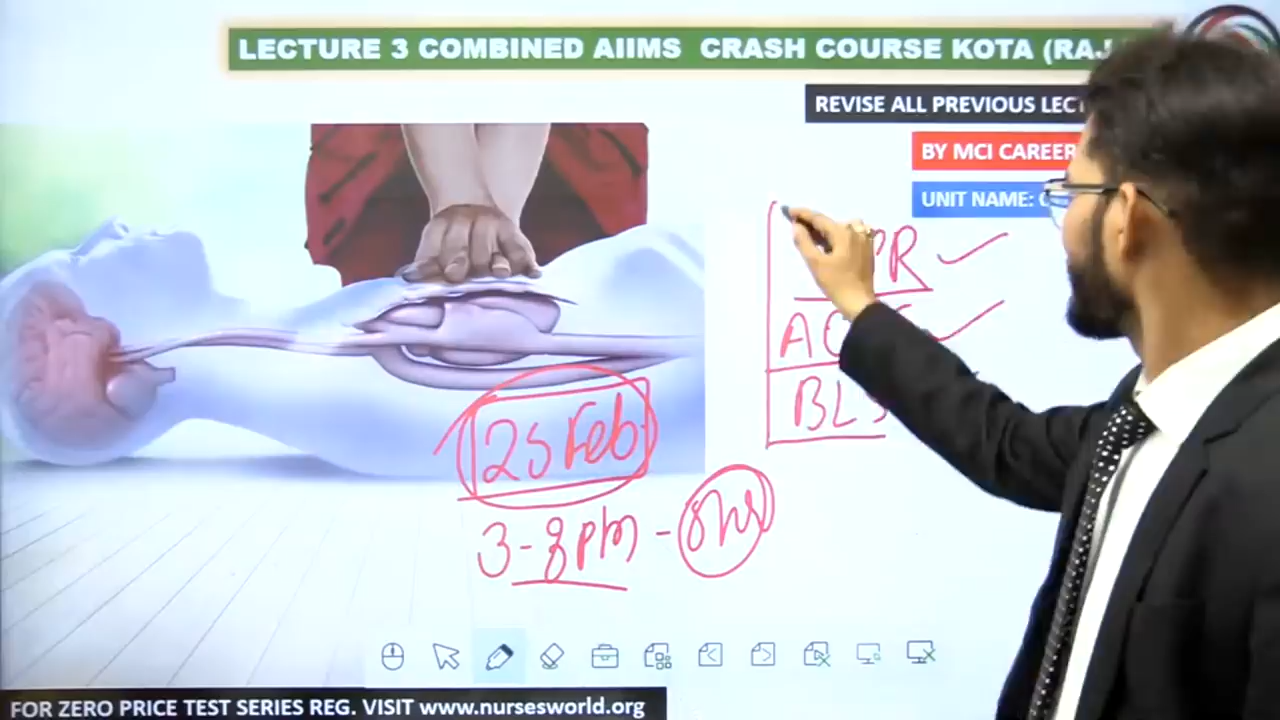 LECTURE 3 COMBINED AIIMS CRASH COURSE KOTA (RAJ
REVISE ALL PREVIOUS LECT
BY MCI CAREER
UNIT NAME:
PR
BLS
25 Feb
3-8pm -
FOR ZERO PRICE TEST SERIES REG. VISIT www.nursesworld.org